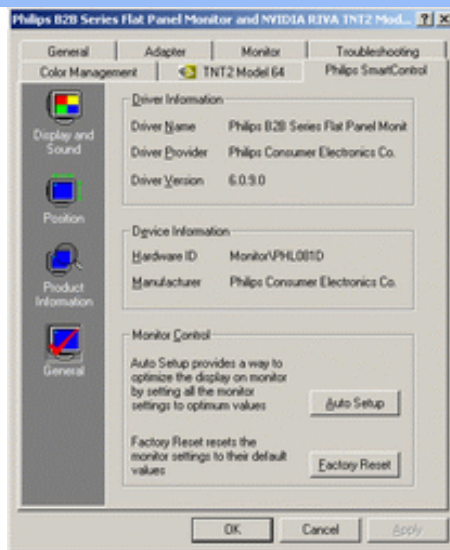 Philips B2B Series Flat Panel Monitor and NVIDIA RIVA TNT2 Mod...
General Adapter Monitor Troubleshooting
Color Management TNT2 Model 64 Philips SmartControl
Display and
Sound
Position
Product
Information
General
Driver Information
Driver Name Philips B2B Series Flat Panel Monit
Driver Provider Philips Consumer Electronics Co.
Driver Version 6.0.9.0
Device Information
Hardware ID Monitor\PHL081D
Manufacturer Philips Consumer Electronics Co.
Monitor Control
Auto Setup provides a way to
optimize the display on monitor
by setting all the monitor
settings to optimum values
Auto Setup
Factory Reset resets the
monitor settings to their default
values
Factory Reset
OK Cancel Apply